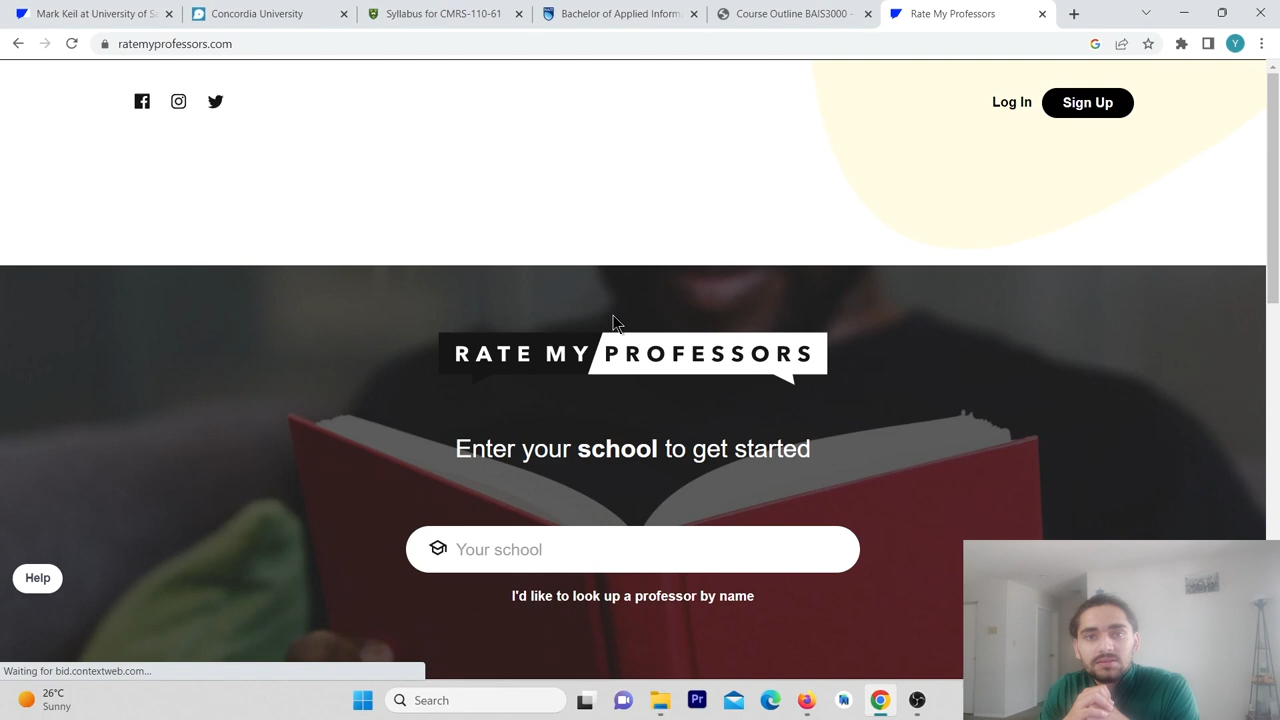 Mark Keil at University of Sa
Concordia University
Syllabus for CMRS-110-61
Bachelor of Applied Inform
Course Outline BAIS3000 -
Rate My Professors
ratemyprofessors.com
Y
Log In
Sign Up
RATE MY PROFESSORS
Enter your school to get started
Your school
I'd like to look up a professor by name
Help
Waiting for bid.contextweb.com...
26°C
Sunny
Search
Pr